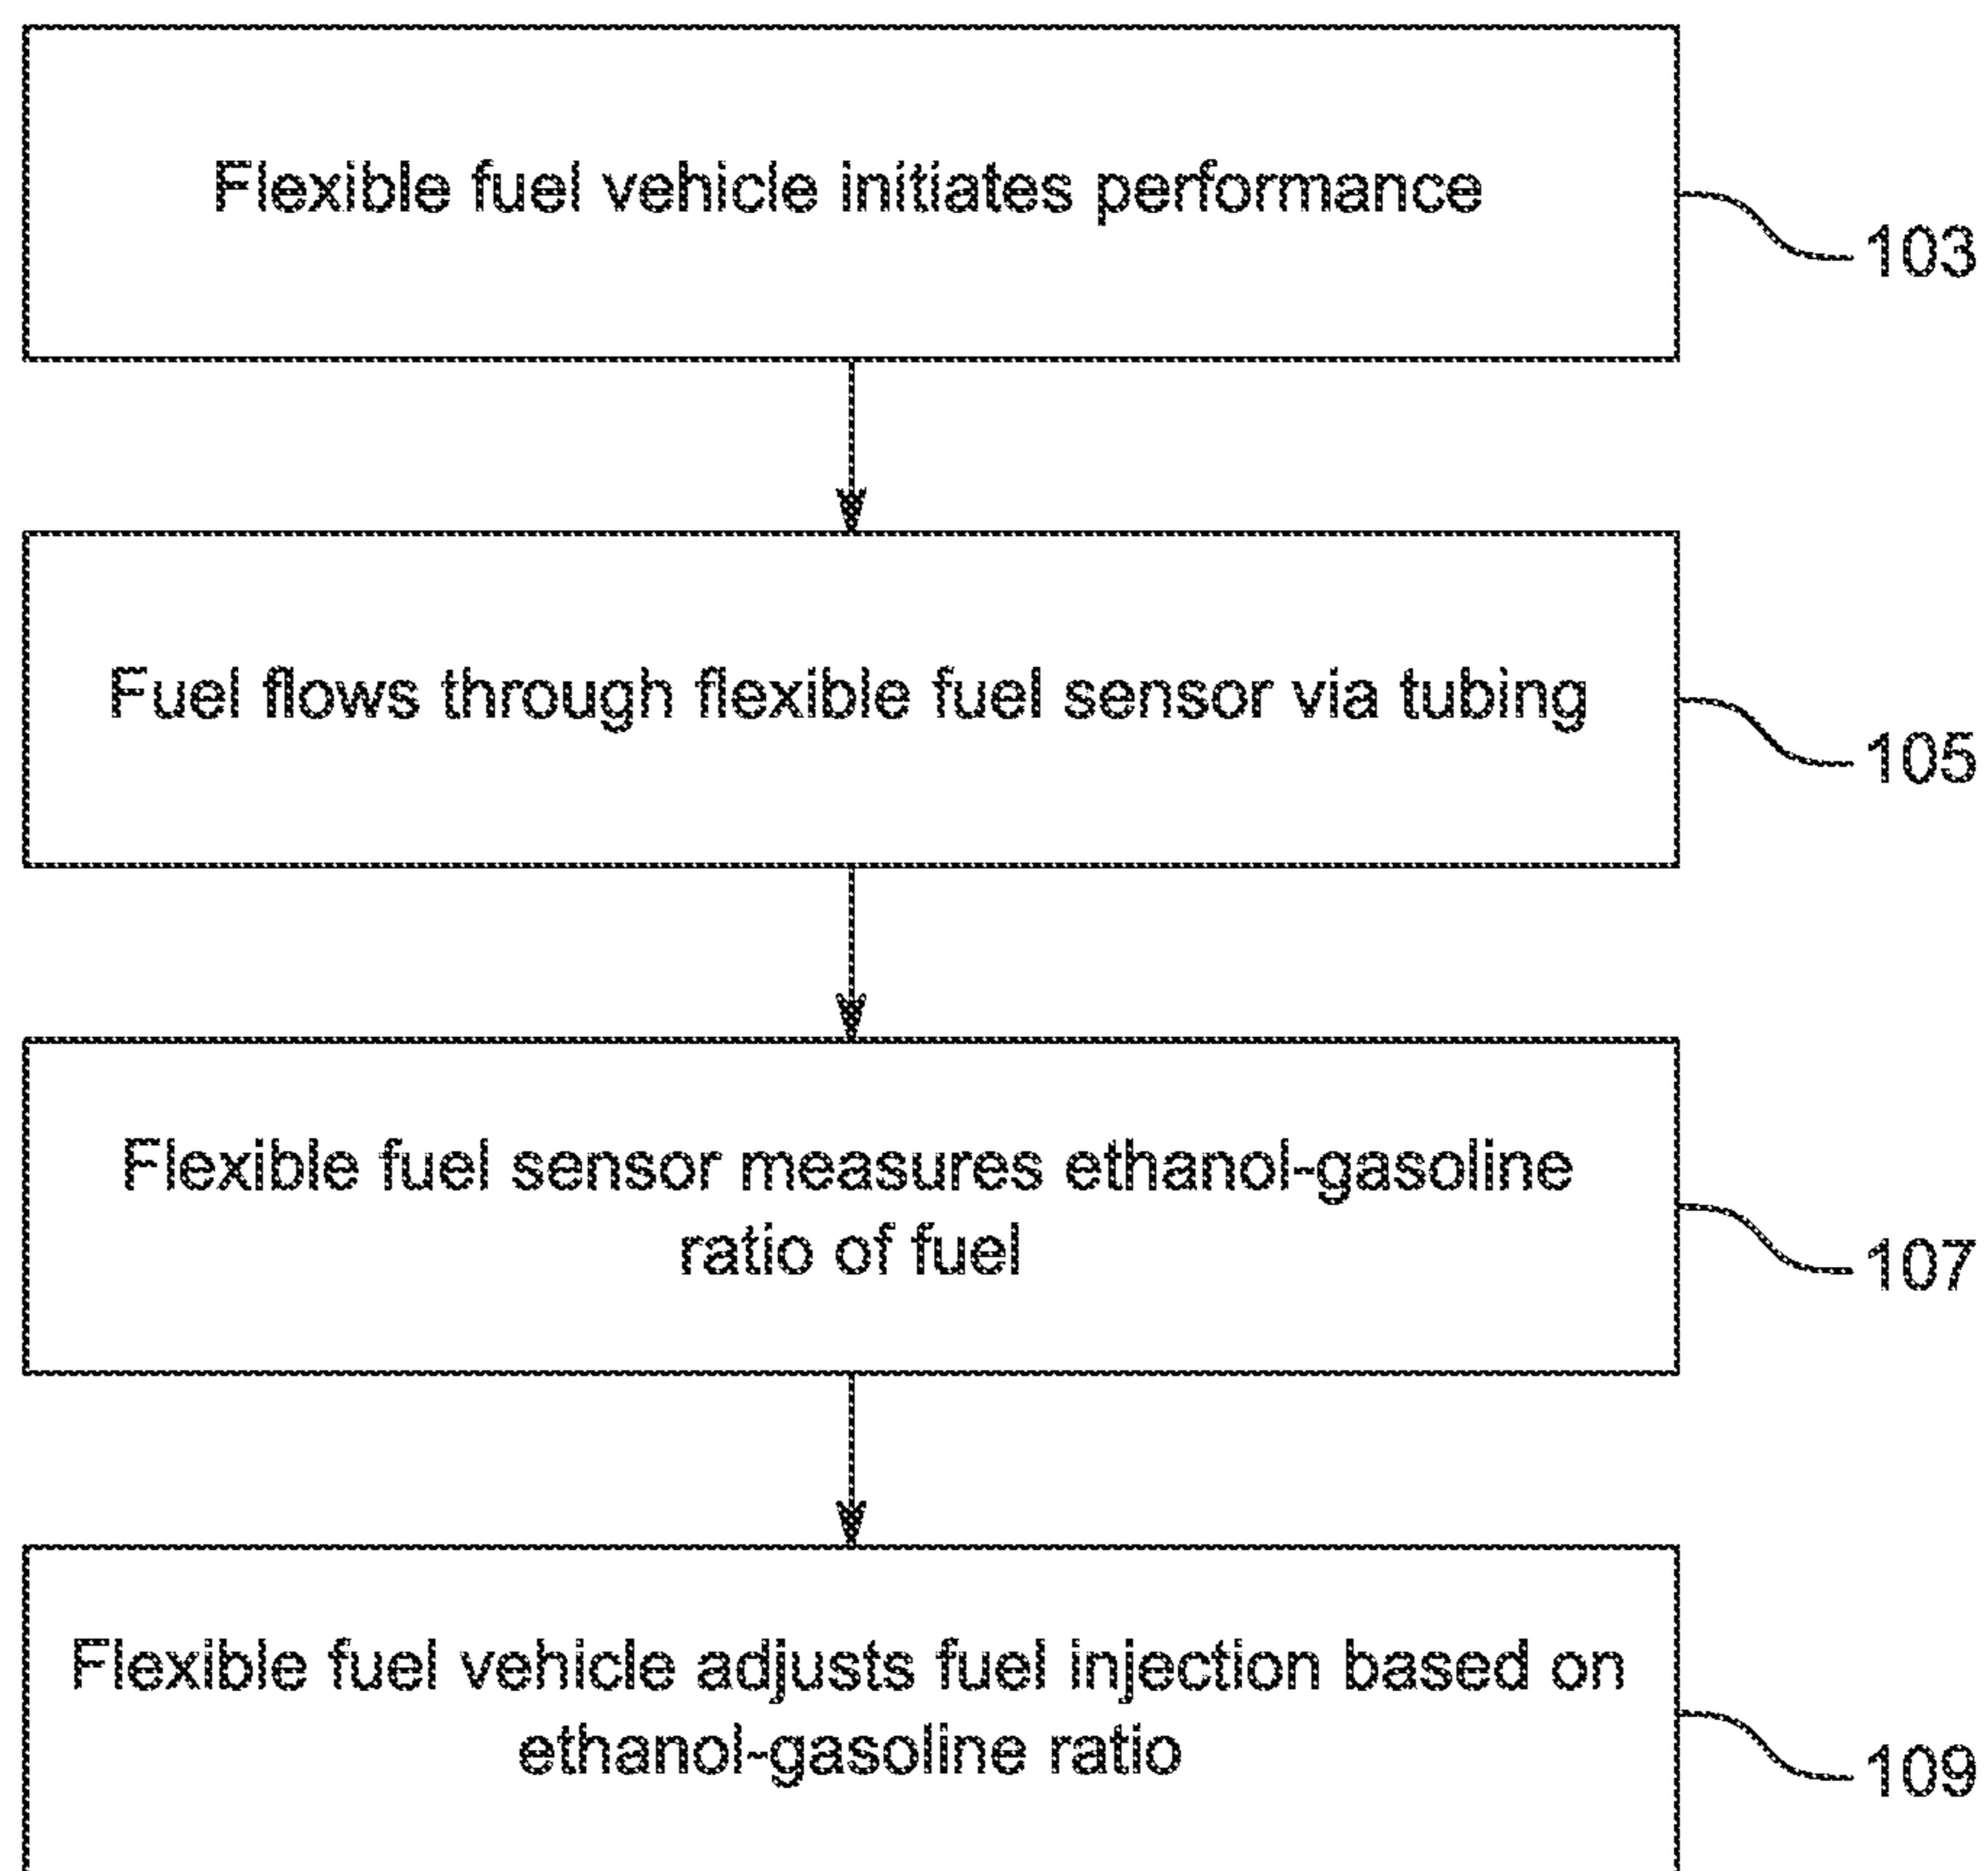 Flexible fuel vehicle initiates performance
103
Fuel flows through flexible fuel sensor via tubing
105
Flexible fuel sensor measures ethanol-gasoline
ratio of fuel
107
Flexible fuel vehicle adjusts fuel injection based on
ethanol-gasoline ratio
109